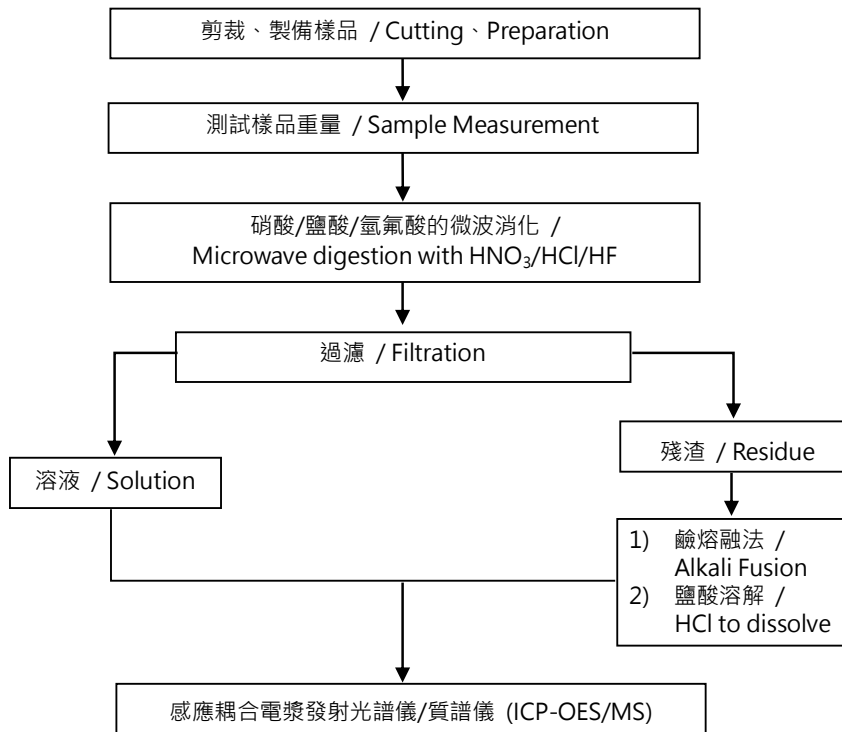 剪裁、製備樣品 / Cutting、Preparation
測試樣品重量 / Sample Measurement
硝酸/鹽酸/氫氟酸的微波消化 /
Microwave digestion with HNO₃/HCl/HF
過濾 / Filtration
溶液 / Solution
殘渣 / Residue
1) 鹼熔融法 /
Alkali Fusion
2) 鹽酸溶解 /
HCl to dissolve
感應耦合電漿發射光譜儀/质譜儀 (ICP-OES/MS)